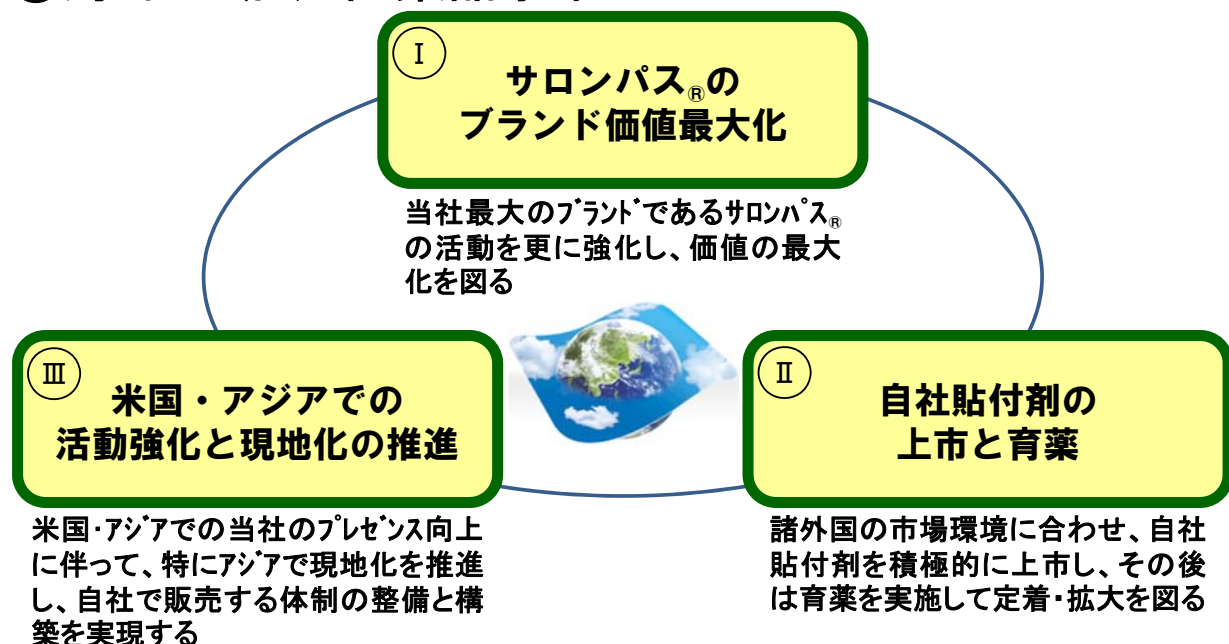 Ⅰ
サロンパス®の
ブランド価値最大化
当社最大のﾌﾞﾗﾝﾄﾞであるｻﾛﾝﾊﾟｽ®
の活動を更に強化し、価値の最大
化を図る
Ⅲ
米国・アジアでの
活動強化と現地化の推進
米国･ｱｼﾞｱでの当社のﾌﾟﾚｾﾞﾝｽ向上
に伴って、特にｱｼﾞｱで現地化を推進
し、自社で販売する体制の整備と構
築を実現する
Ⅱ
自社貼付剤の
上市と育薬
諸外国の市場環境に合わせ、自社
貼付剤を積極的に上市し、その後
は育薬を実施して定着･拡大を図る